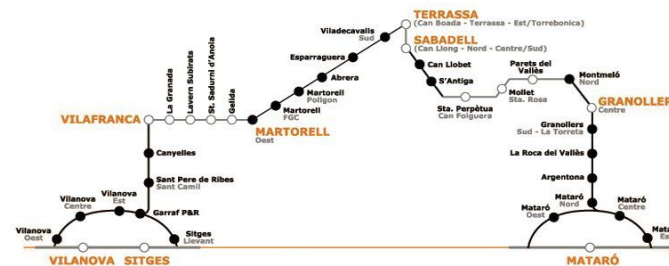 TERRASSA
(Can Boada - Terrassa - Est/Torrebonica)
Viladecavalls
Sud
SABADELL
(Can Llong - Nord - Centre/Sud)
Esparraguera
Can Llobet
Abrera
S'Antiga
Martorell
Polígon
Martorell
FGC
MARTORELL
Oest
Gelida
St. Sadurní d'Anoia
Lavern Subirats
La Granada
VILAFRANCA
Sta. Perpètua
Can Folguera
Mollet
Sta. Rosa
Parets del
Vallès
Montmeló
Nord
GRANOLLER
Centre
Granollers
Sud - La Torreta
La Roca del Vallès
Argentona
Mataró
Nord
Mataró
Oest
Mataró
Centre
Mata
Es
MATARÓ
Canyelles
Sant Pere de Ribes
Sant Camil
Garraf P&R
Vilanova
Est
Vilanova
Centre
Vilanova
Oest
Sitges
Llevant
VILANOVA
SITGES